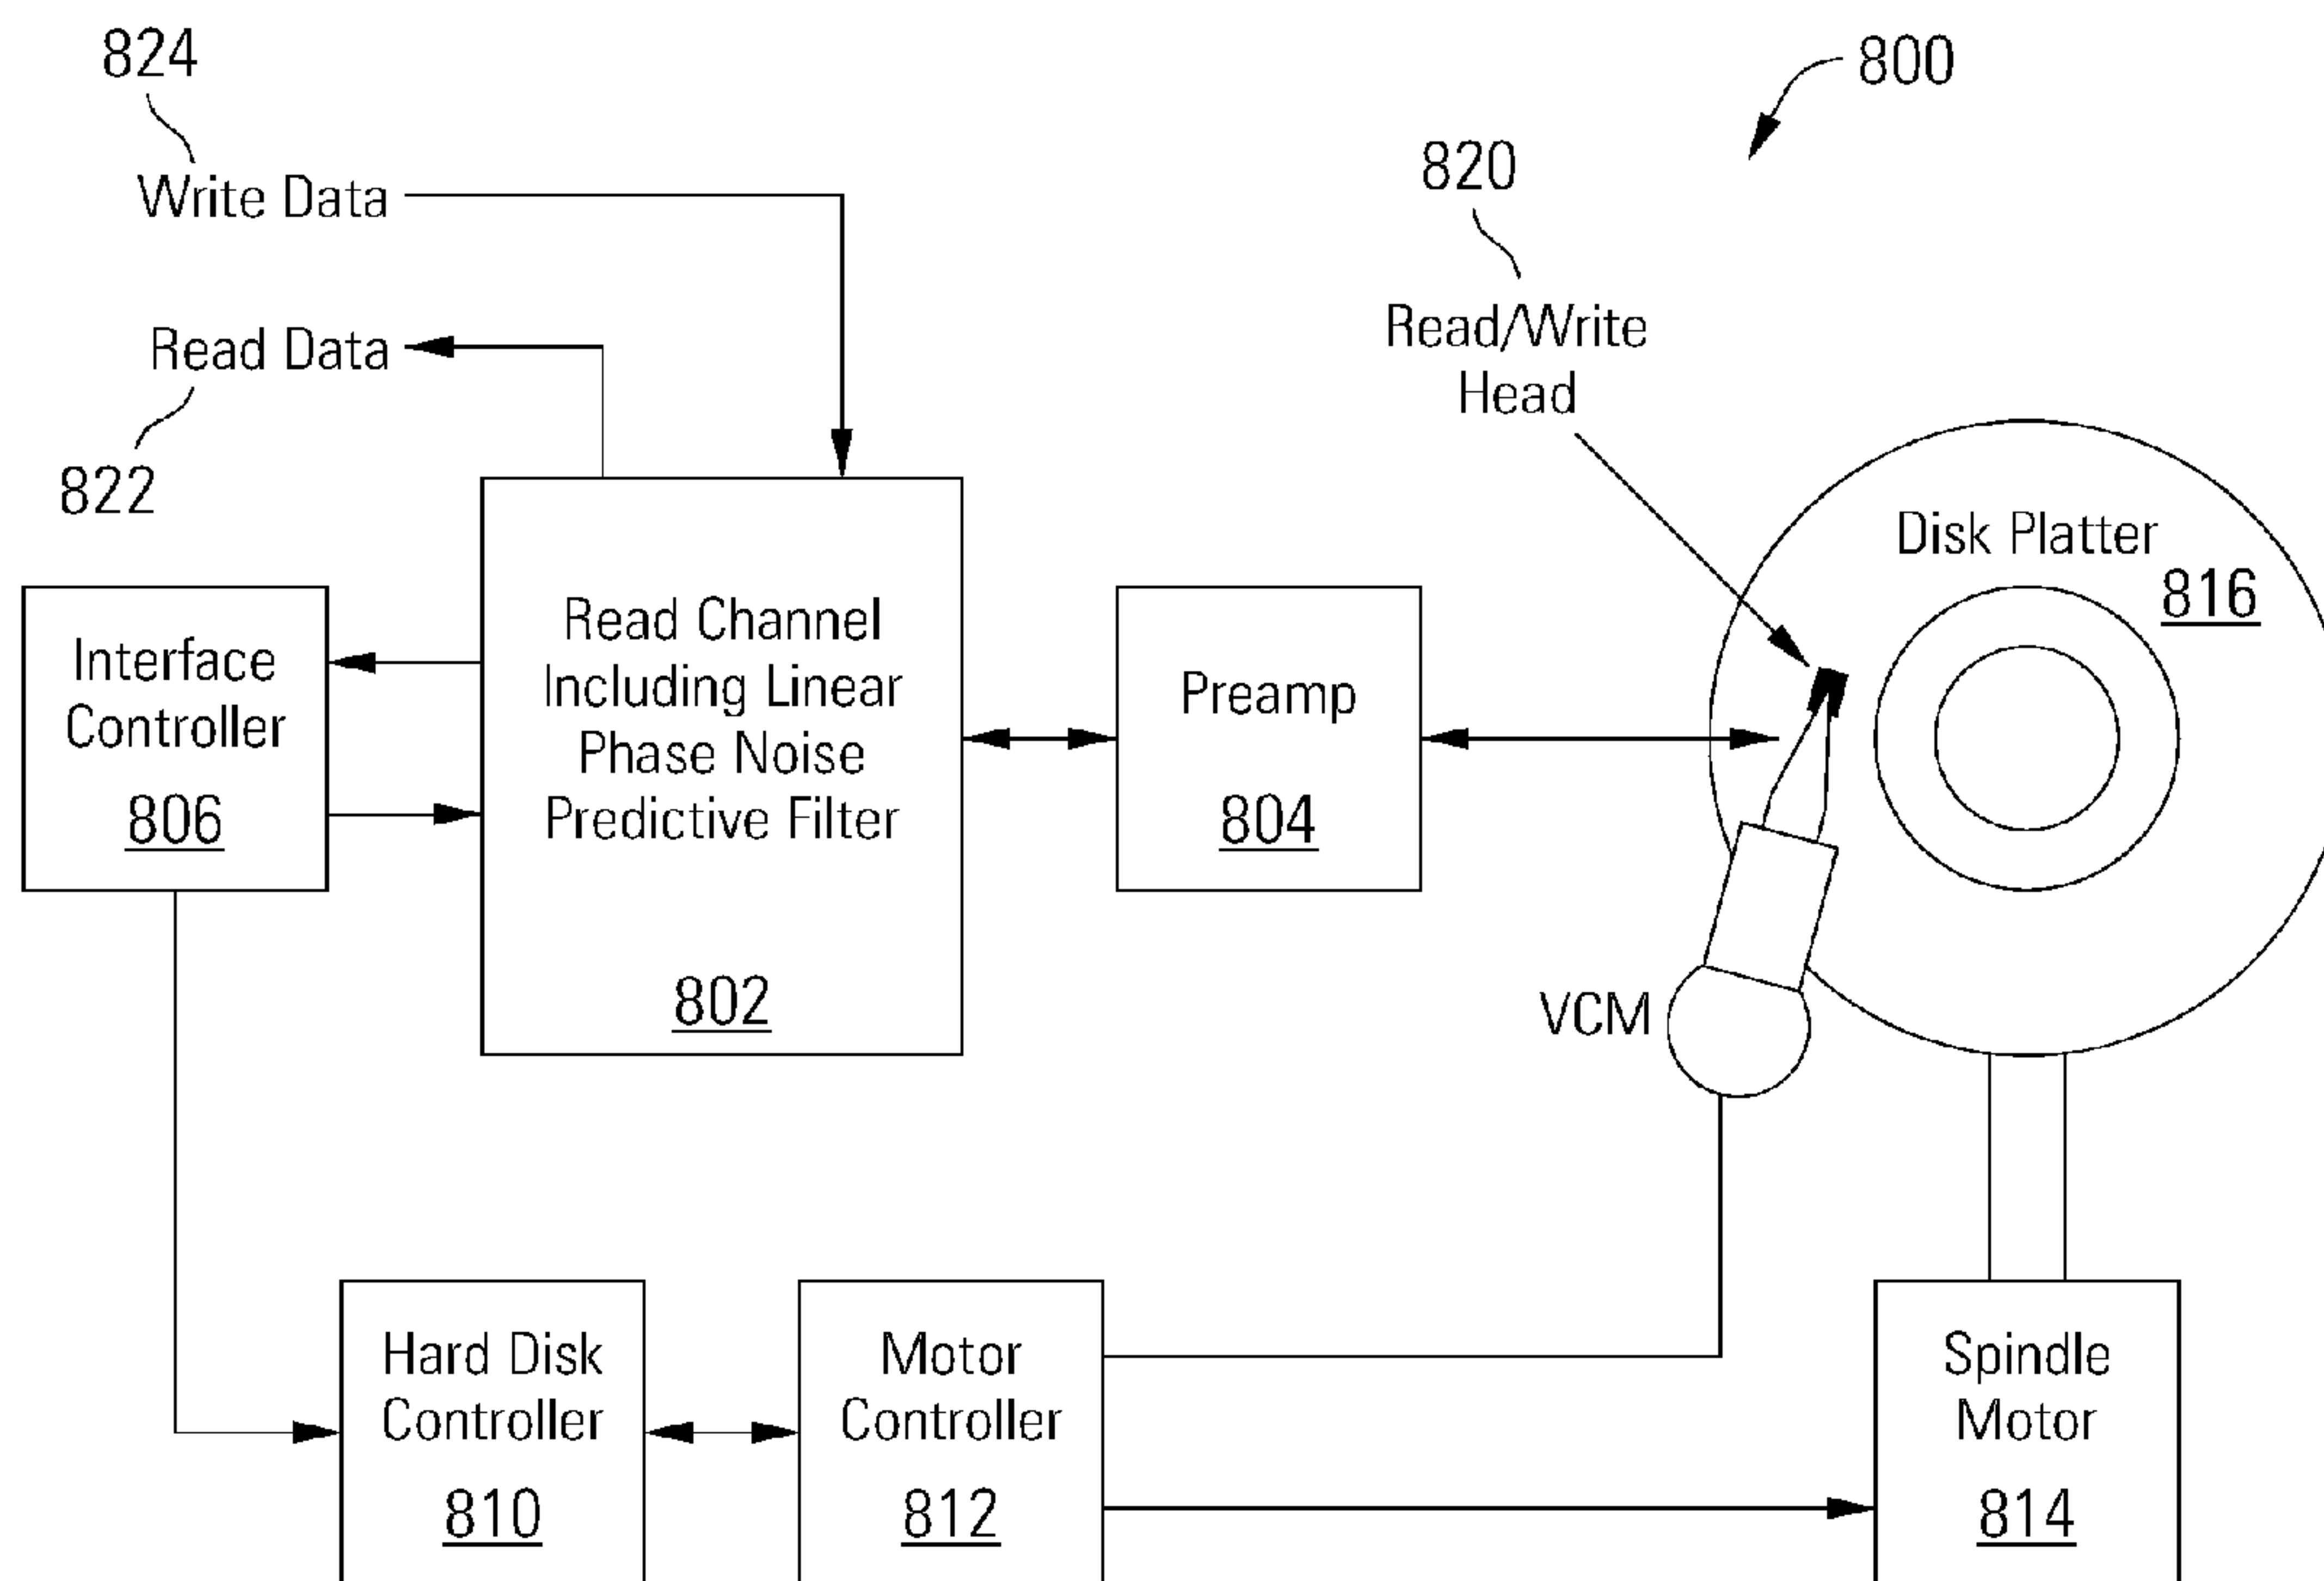 824
800
820
Write Data
Read/Write
Head
Read Data
822
Disk Platter
816
Interface
Controller
806
Read Channel
Including Linear
Phase Noise
Predictive Filter
802
Preamp
804
VCM
Hard Disk
Controller
810
Motor
Controller
812
Spindle
Motor
814